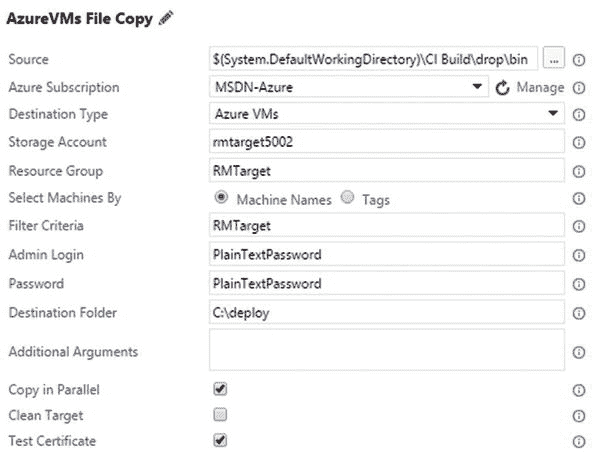 AzureVMs File Copy
Source $(System.DefaultWorkingDirectory)\CI Build\drop\bin ...
Azure Subscription MSDN-Azure Manage
Destination Type Azure VMs
Storage Account rmtarget5002
Resource Group RMTarget
Select Machines By Machine Names Tags
Filter Criteria RMTarget
Admin Login PlainTextPassword
Password PlainTextPassword
Destination Folder C:\deploy
Additional Arguments
Copy in Parallel
Clean Target
Test Certificate